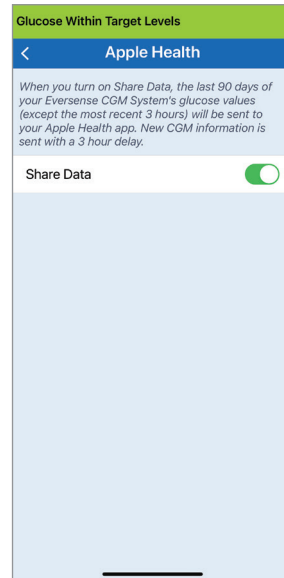 Glucose Within Target Levels
Apple Health
When you turn on Share Data, the last 90 days of
your Eversense CGM System's glucose values
(except the most recent 3 hours) will be sent to
your Apple Health app. New CGM information is
sent with a 3 hour delay.
Share Data